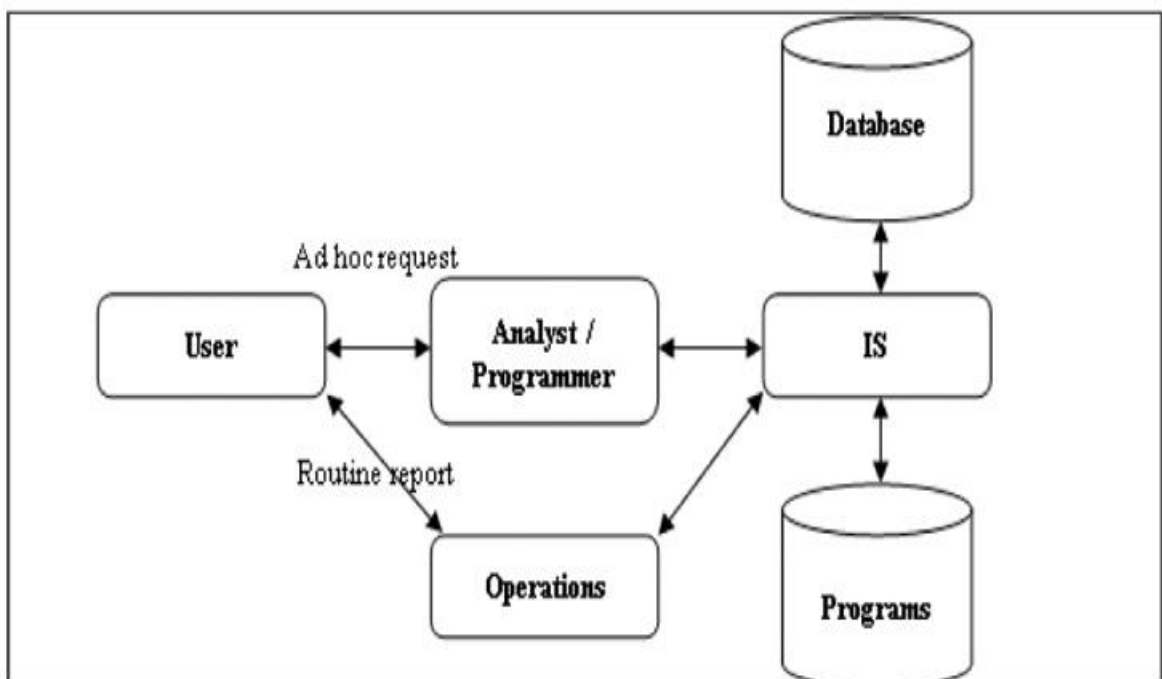 Database
Ad hoc request
User
Analyst /
Programmer
IS
Routine report
Operations
Programs